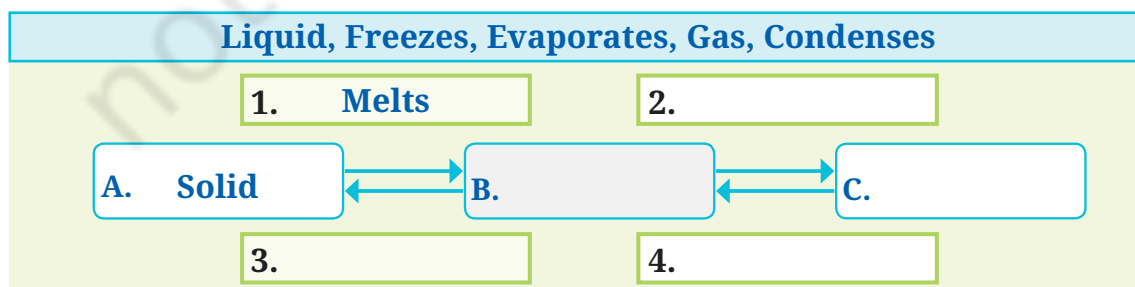 Liquid, Freezes, Evaporates, Gas, Condenses
1. Melts
2.
A. Solid
B.
C.
3.
4.